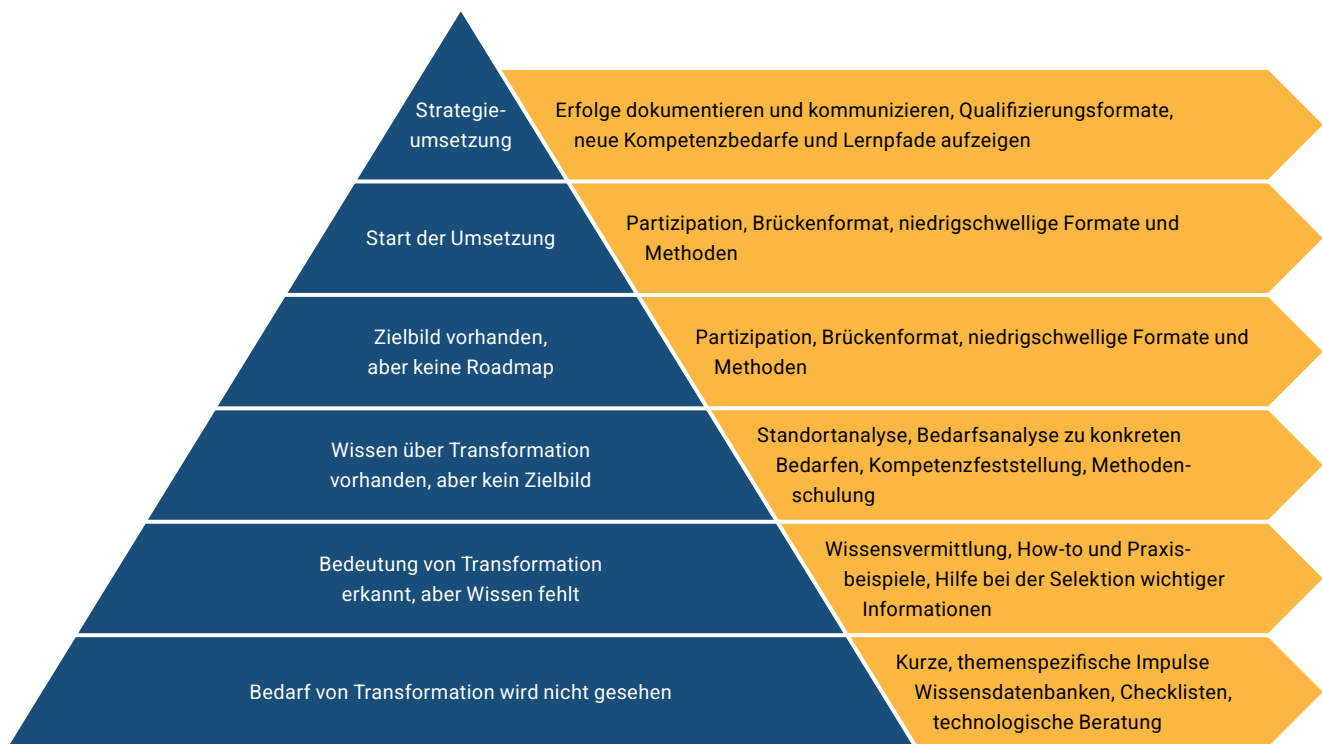 Strategie-
umsetzung
Erfolge dokumentieren und kommunizieren, Qualifizierungsformate,
neue Kompetenzbedarfe und Lernpfade aufzeigen
Start der Umsetzung
Partizipation, Brückenformat, niedrigschwellige Formate und
Methoden
Zielbild vorhanden,
aber keine Roadmap
Partizipation, Brückenformat, niedrigschwellige Formate und
Methoden
Wissen über Transformation
vorhanden, aber kein Zielbild
Standortanalyse, Bedarfsanalyse zu konkreten
Bedarfen, Kompetenzfeststellung, Methoden-
schulung
Bedeutung von Transformation
erkannt, aber Wissen fehlt
Wissensvermittlung, How-to und Praxis-
beispiele, Hilfe bei der Selektion wichtiger
Informationen
Bedarf von Transformation wird nicht gesehen
Kurze, themenspezifische Impulse
Wissensdatenbanken, Checklisten,
technologische Beratung